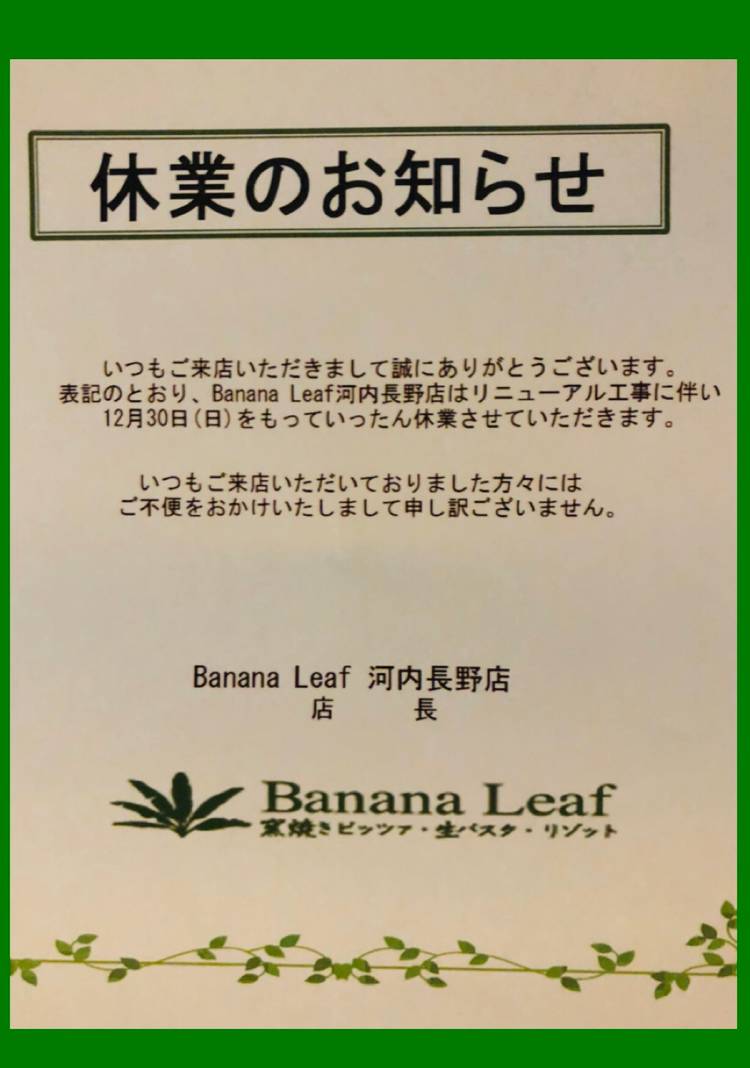 休業のお知らせ
いつもご来店いただきまして誠にありがとうございます。
表記のとおり、Banana Leaf河内長野店はリニューアル工事に伴い
12月30日(日)をもっていったん休業させていただきます。
いつもご来店いただいておりました方々には
ご不便をおかけいたしまして申し訳ございません。
Banana Leaf 河内長野店
店 長
Banana Leaf
窯焼きピッツァ・生パスタ・リゾット